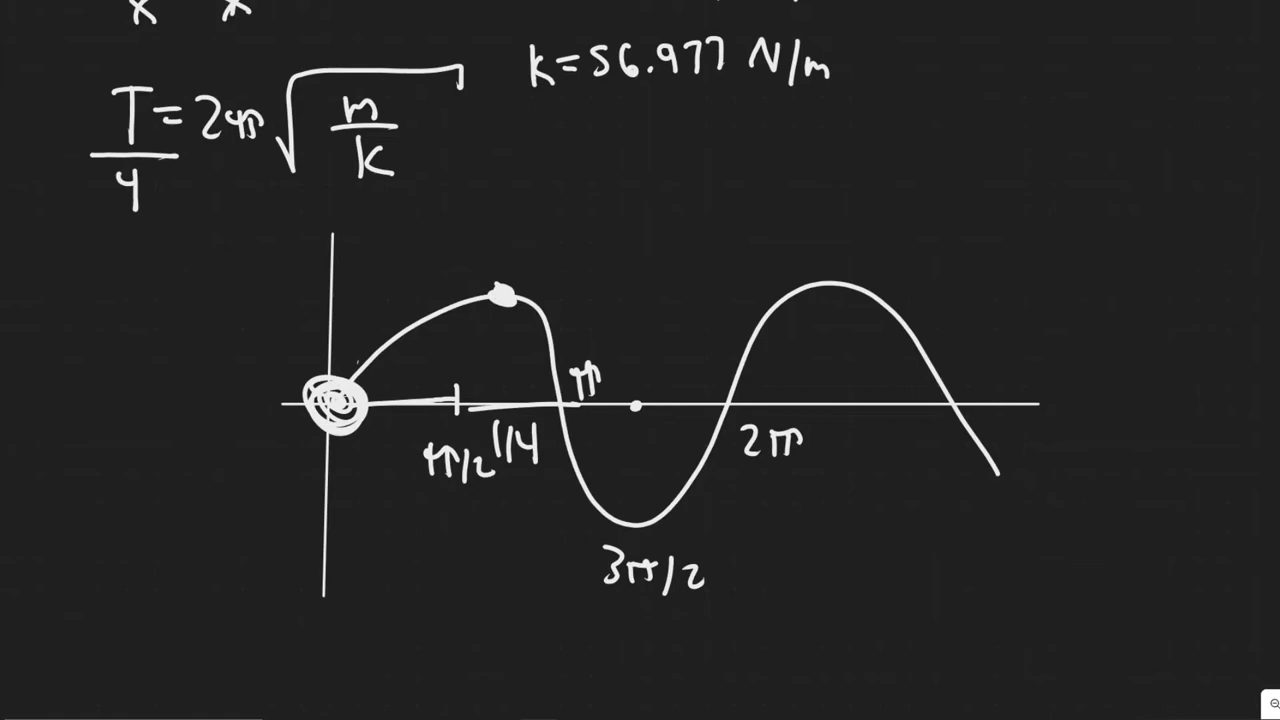 x x
k=56.977 N/m
T/4 = 2π √(m/k)
π
π/2 1/4
2π
3π/2